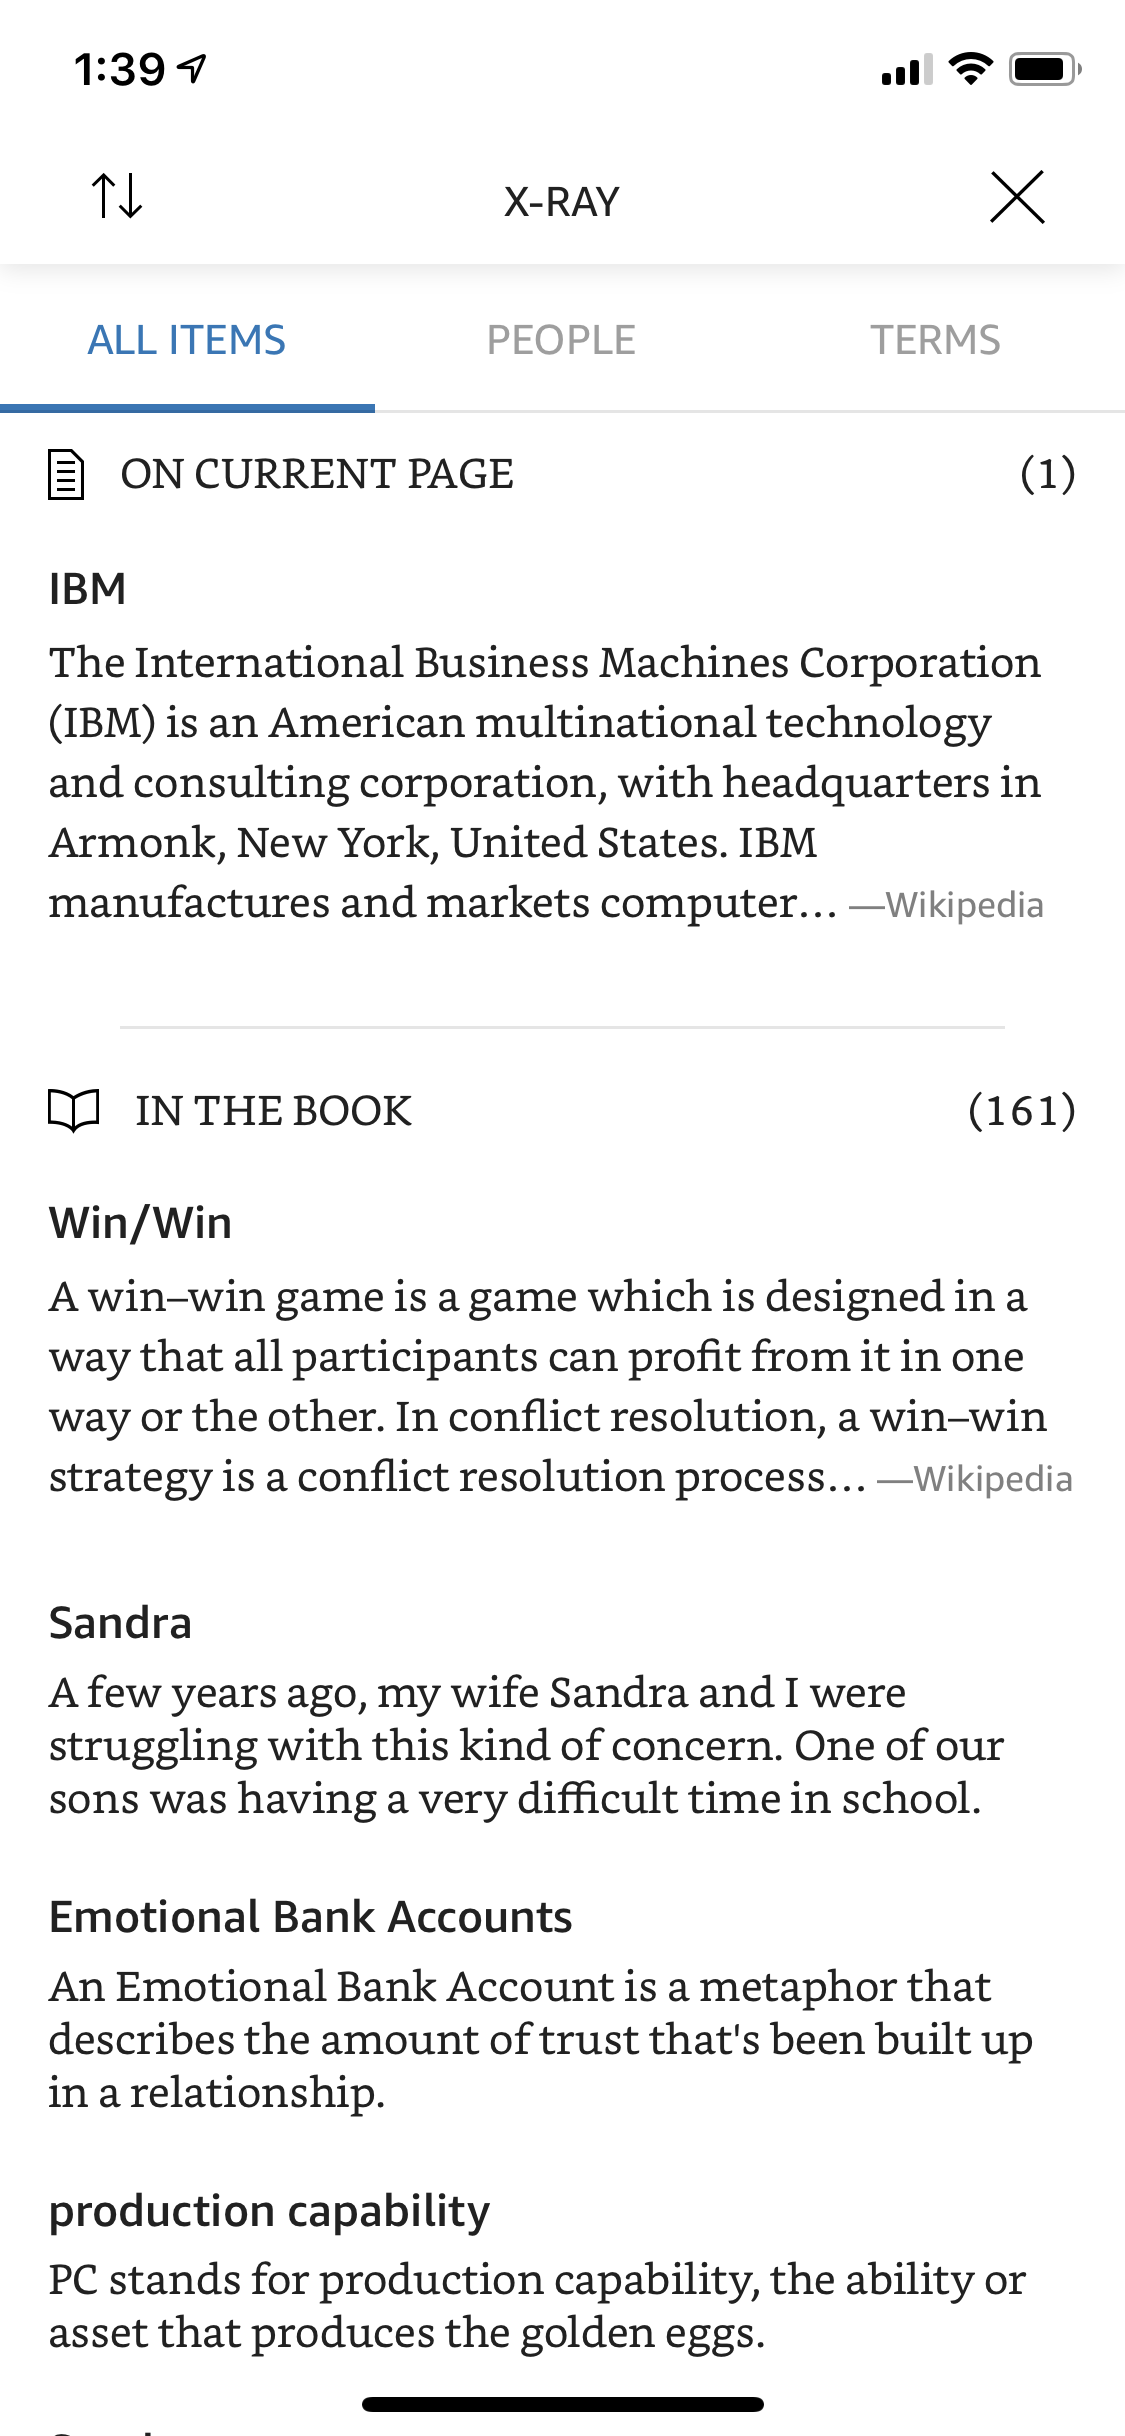 1:39
X-RAY
ALL ITEMS PEOPLE TERMS
ON CURRENT PAGE (1)
IBM
The International Business Machines Corporation
(IBM) is an American multinational technology
and consulting corporation, with headquarters in
Armonk, New York, United States. IBM
manufactures and markets computer... —Wikipedia
IN THE BOOK (161)
Win/Win
A win–win game is a game which is designed in a
way that all participants can profit from it in one
way or the other. In conflict resolution, a win–win
strategy is a conflict resolution process... —Wikipedia
Sandra
A few years ago, my wife Sandra and I were
struggling with this kind of concern. One of our
sons was having a very difficult time in school.
Emotional Bank Accounts
An Emotional Bank Account is a metaphor that
describes the amount of trust that's been built up
in a relationship.
production capability
PC stands for production capability, the ability or
asset that produces the golden eggs.